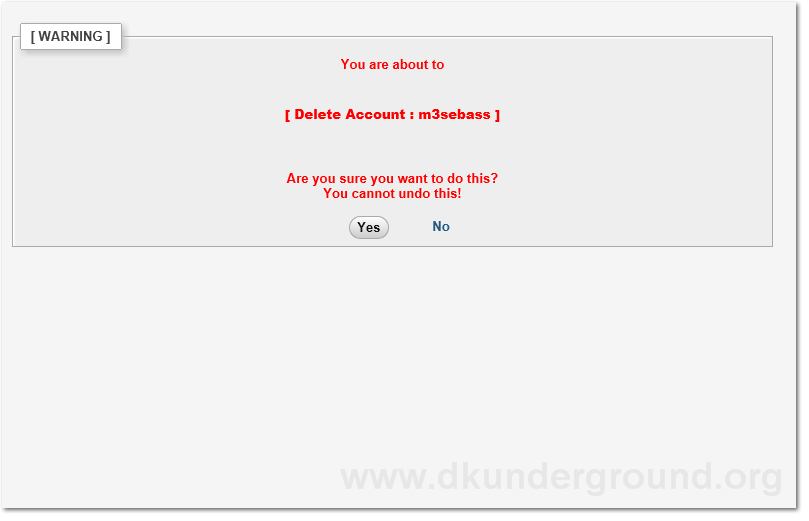 [ WARNING ]
You are about to
[ Delete Account : m3sebass ]
Are you sure you want to do this?
You cannot undo this!
Yes No
www.dkunderground.org